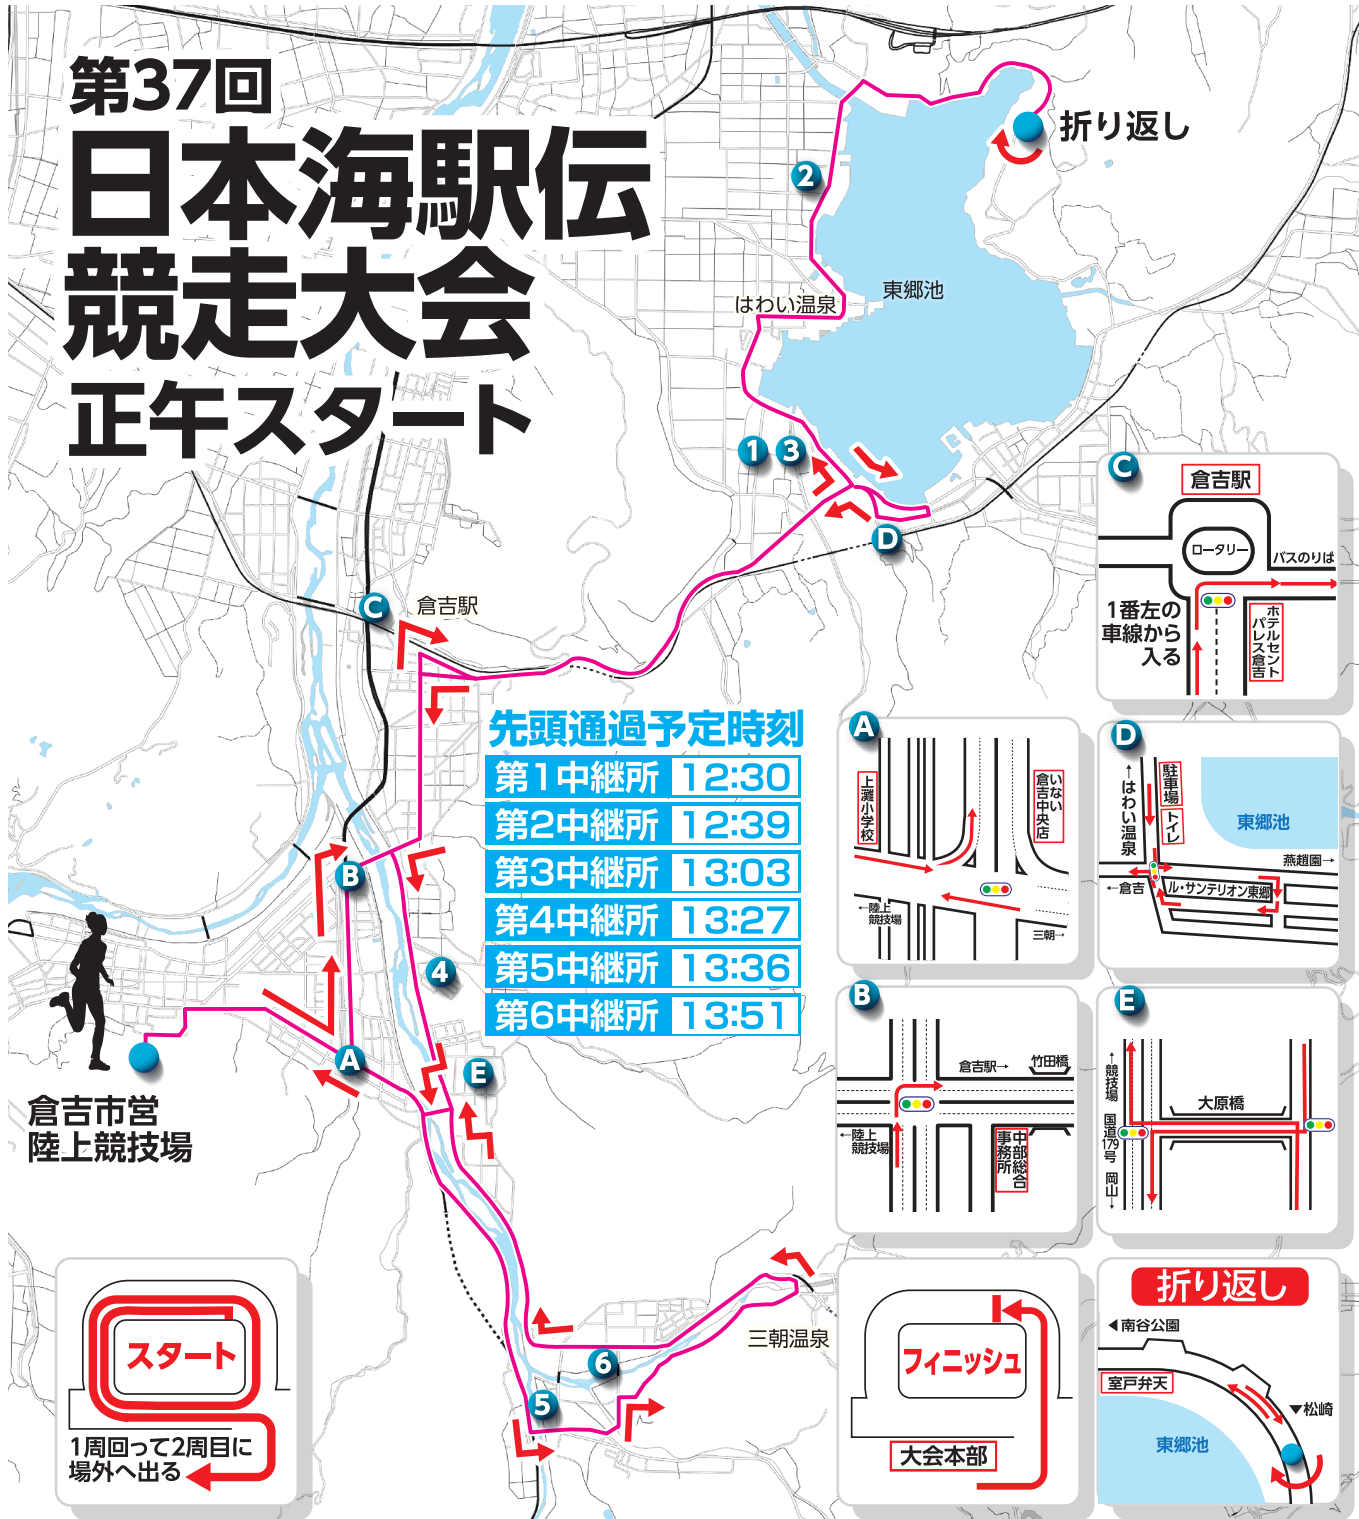 第37回
日本海駅伝
競走大会
正午スタート
折り返し
2
東郷池
はわい温泉
1
3
D
C
倉吉駅
先頭通過予定時刻
第1中継所 12:30
第2中継所 12:39
第3中継所 13:03
第4中継所 13:27
第5中継所 13:36
第6中継所 13:51
B
4
A
E
倉吉市営
陸上競技場
三朝温泉
6
5
スタート
1周回って2周目に
場外へ出る
C
倉吉駅
ロータリー
バスのりば
1番左の
車線から
入る
ホテルセント
パレス倉吉
A
上灘小学校
いない
倉吉中央店
←陸上
競技場
三朝→
D
←はわい温泉
駐車場
トイレ
東郷池
燕趙園→
←倉吉
ル・サンテリオン東郷
B
倉吉駅→
竹田橋
←陸上
競技場
中部総合
事務所
E
←競技場 国道179号 岡山→
大原橋
フィニッシュ
大会本部
折り返し
◀南谷公園
室戸弁天
▼松崎
東郷池